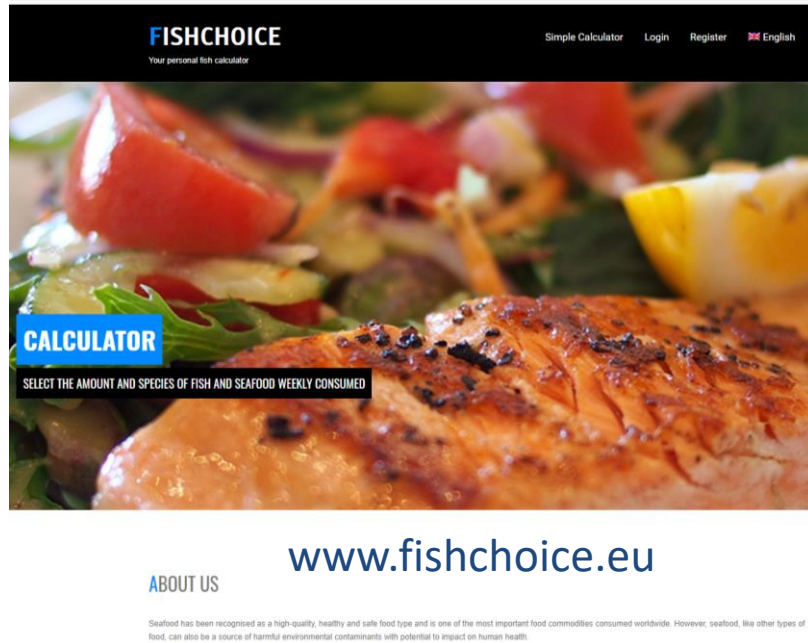 FISHCHOICE
Your personal fish calculator
Simple Calculator Login Register English
CALCULATOR
SELECT THE AMOUNT AND SPECIES OF FISH AND SEAFOOD WEEKLY CONSUMED
www.fishchoice.eu
ABOUT US
Seafood has been recognised as a high-quality, healthy and safe food type and is one of the most important food commodities consumed worldwide. However, seafood, like other types of
food, can also be a source of harmful environmental contaminants with potential to impact on human health.